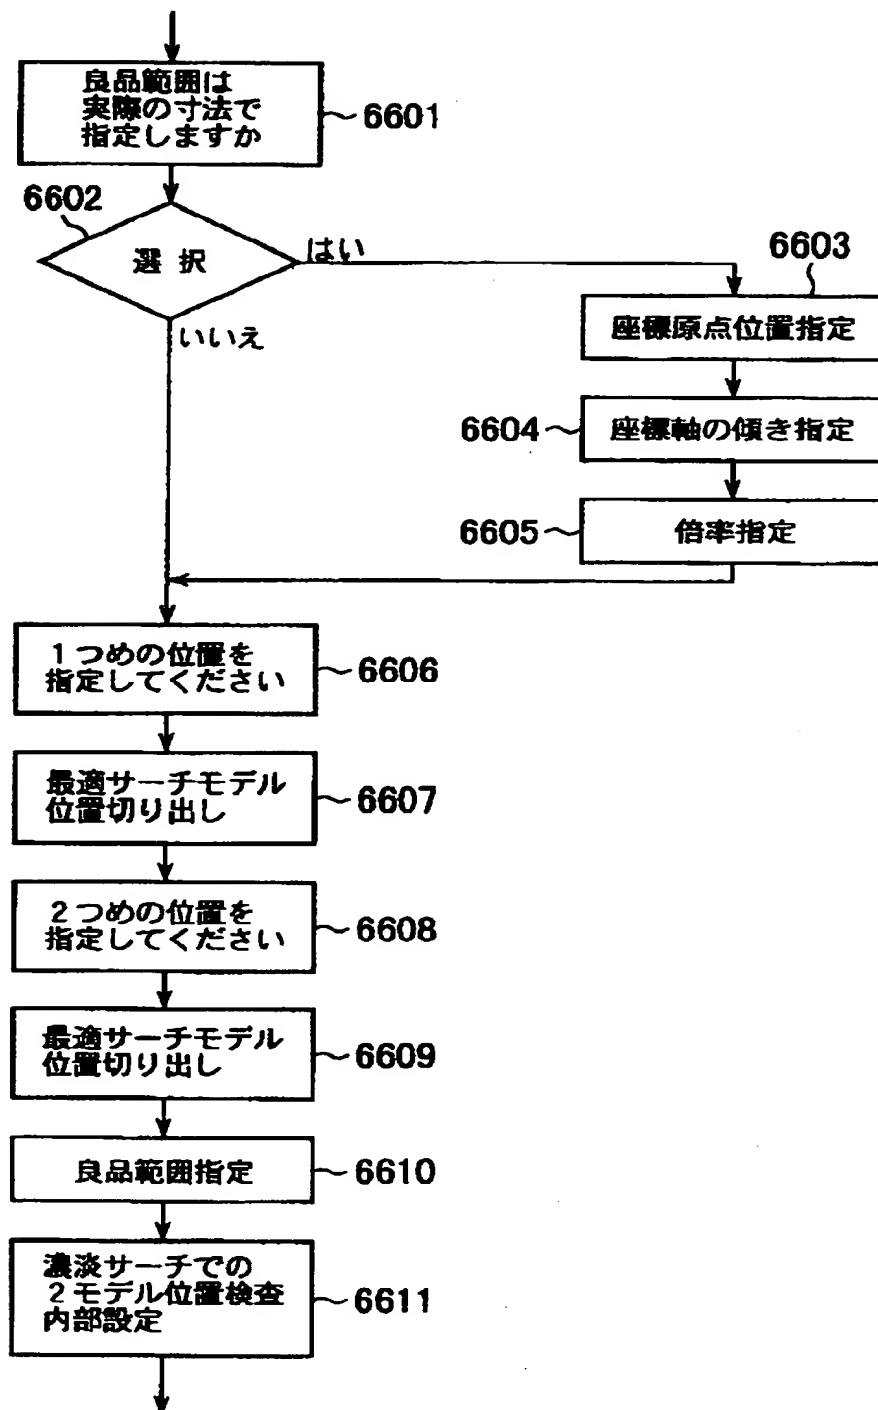 良品範囲は
実際の寸法で
指定しますか
6601
6602
選 択
はい
いいえ
6603
座標原点位置指定
6604
座標軸の傾き指定
6605
倍率指定
1つめの位置を
指定してください
6606
最適サーチモデル
位置切り出し
6607
2つめの位置を
指定してください
6608
最適サーチモデル
位置切り出し
6609
良品範囲指定
6610
濃淡サーチでの
2モデル位置検査
内部設定
6611